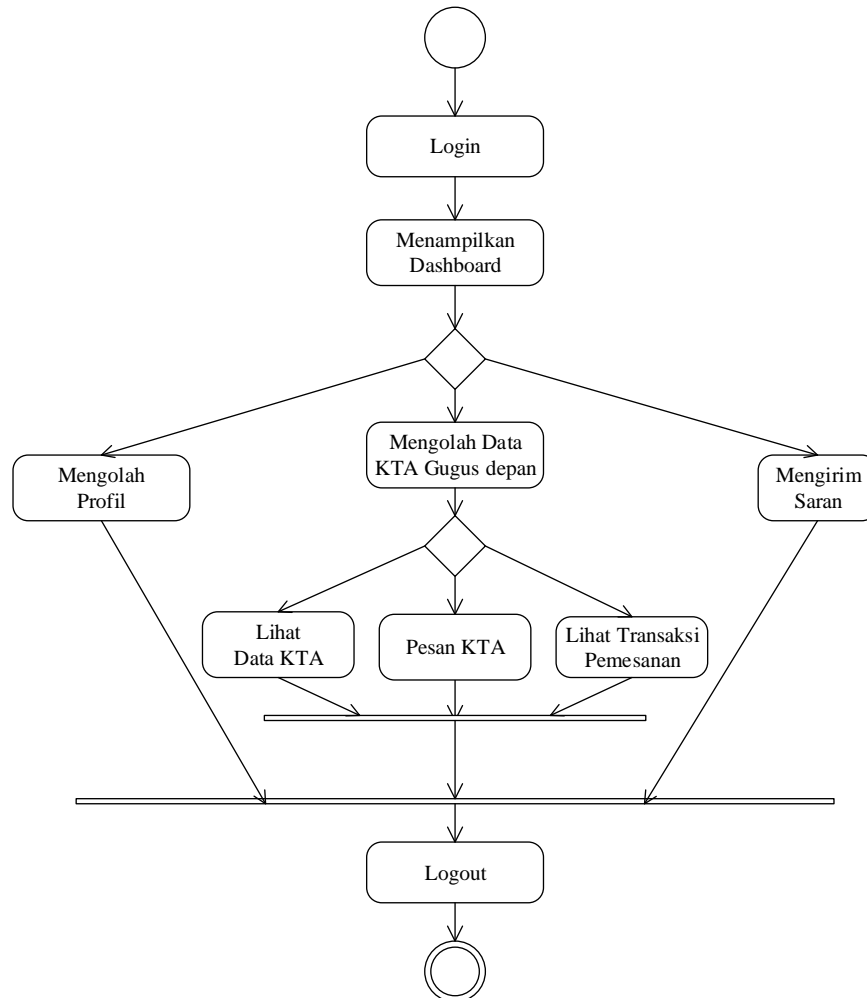 Login
Menampilkan
Dashboard
Mengolah Data
KTA Gugus depan
Mengolah
Profil
Mengirim
Saran
Lihat
Data KTA
Pesan KTA
Lihat Transaksi
Pemesanan
Logout